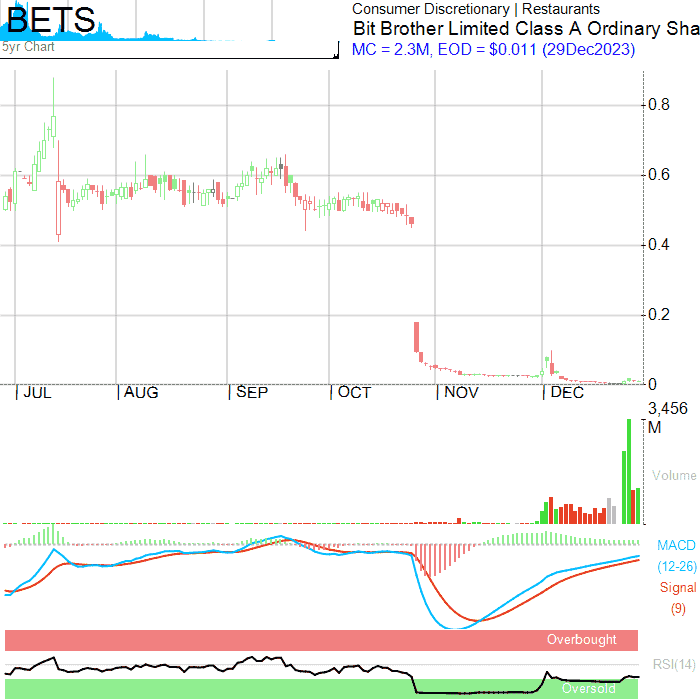 BETS
5yr Chart
Consumer Discretionary | Restaurants
Bit Brother Limited Class A Ordinary Sha
MC = 2.3M, EOD = $0.011 (29Dec2023)
0.8
0.6
0.4
0.2
0
JUL AUG SEP OCT NOV DEC
3,456
M
Volume
MACD
(12-26)
Signal
(9)
Overbought
RSI(14)
Oversold